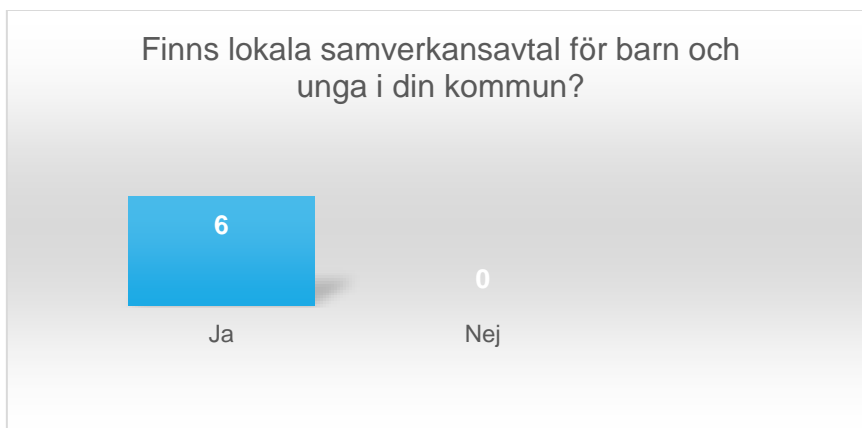 Finns lokala samverkansavtal för barn och
unga i din kommun?
6
0
Ja
Nej